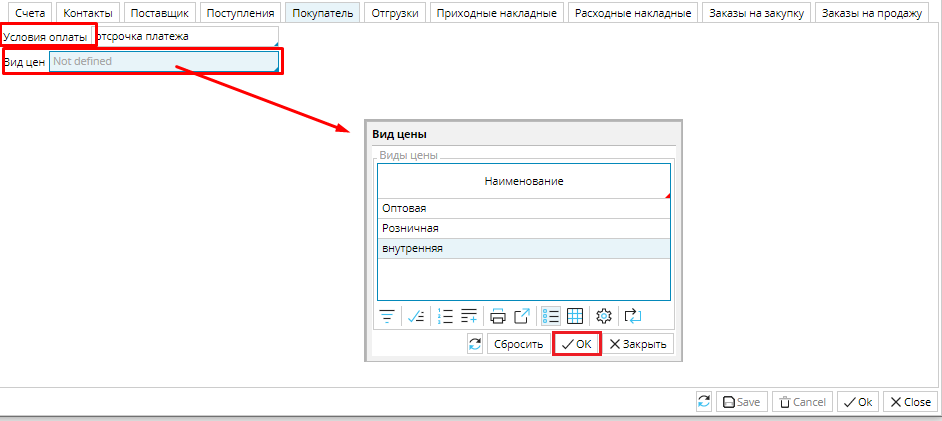 Счета Контакты Поставщик Поступления Покупатель Отгрузки Приходные накладные Расходные накладные Заказы на закупку Заказы на продажу
Условия оплаты отсрочка платежа
Вид цен Not defined
Вид цены
Виды цены
Наименование
Оптовая
Розничная
внутренняя
Сбросить OK Закрыть
Save Cancel Ok Close